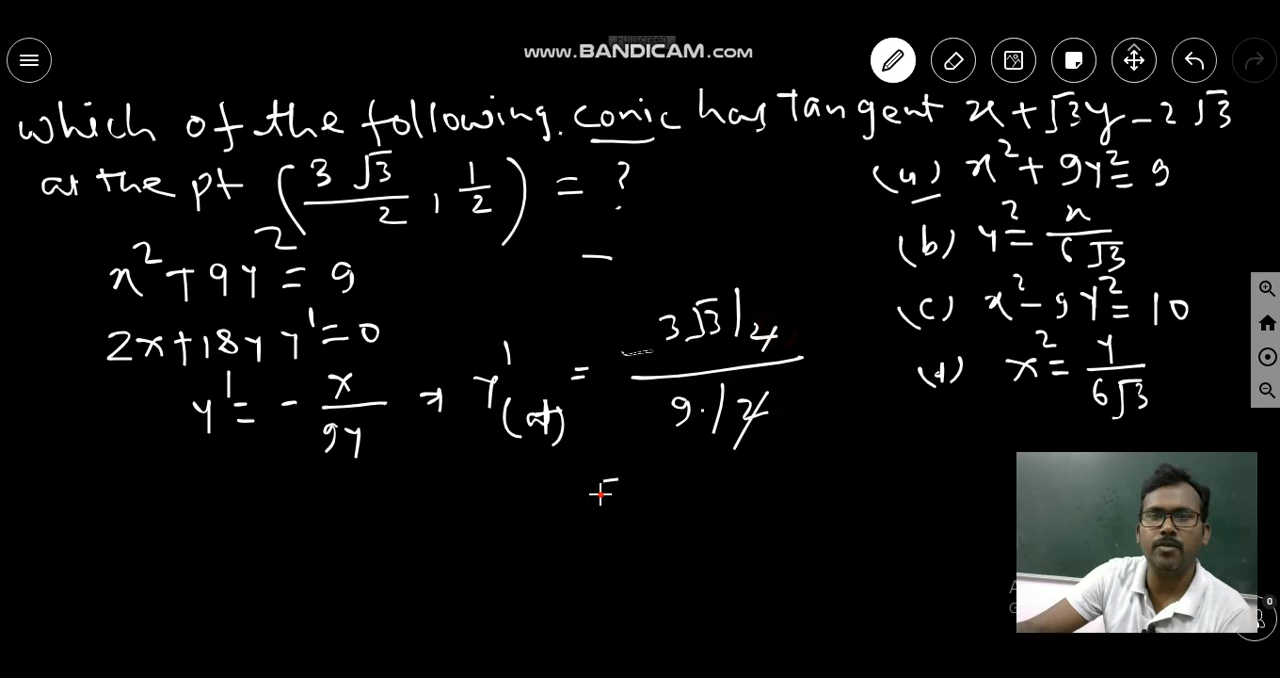 www.BANDICAM.com
which of the following conic has Tangent x+√3y-2√3
at the pt (3√3/2, 1/2) = ?
(a) x²+9y²=9
(b) y²=x/6√3
(c) x²-9y²=10
(d) x²=y/6√3
x²+9y²=9
2x+18yy'=0
y'=-x/9y → y'(at) = -3√3/2 / 9·1/2
0